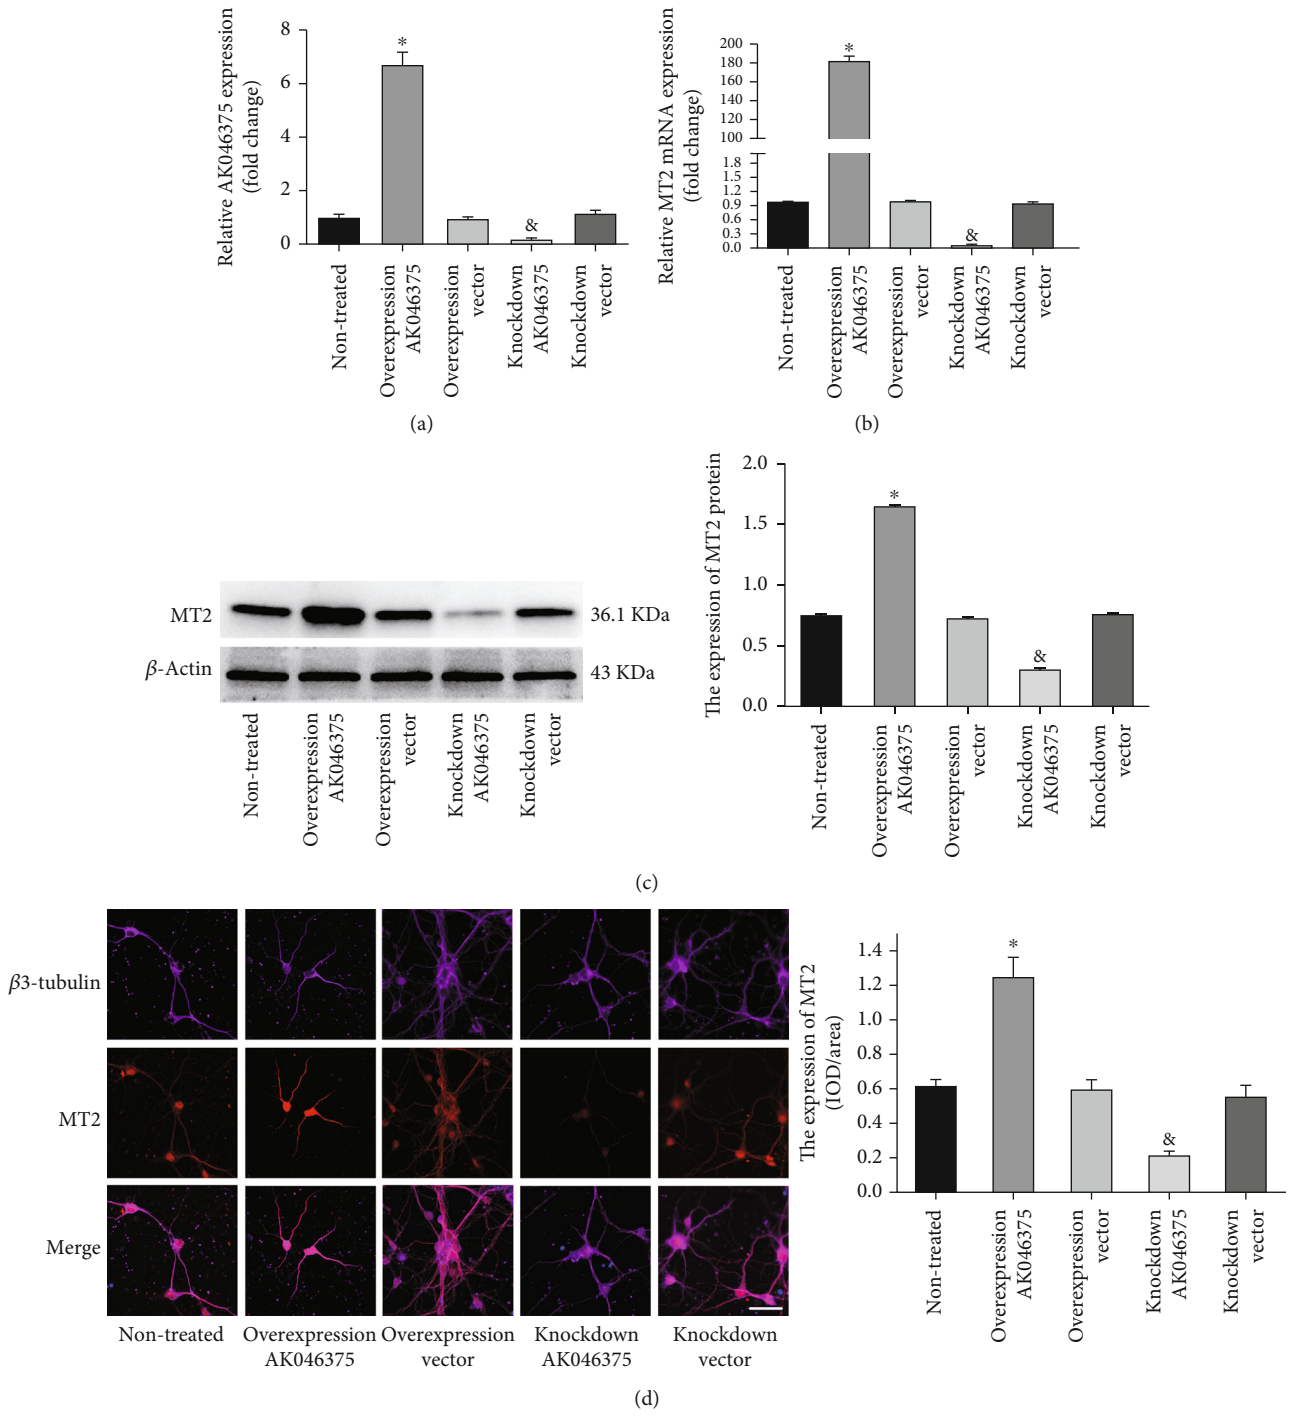 Relative AK046375 expression
(fold change)
8
6
4
2
0
*
&
Non-treated
Overexpression
AK046375
Overexpression
vector
Knockdown
AK046375
Knockdown
vector
(a)
Relative MT2 mRNA expression
(fold change)
200
180
160
140
120
100
1.8
1.5
1.2
0.9
0.6
0.3
0.0
*
&
Non-treated
Overexpression
AK046375
Overexpression
vector
Knockdown
AK046375
Knockdown
vector
(b)
MT2
36.1 KDa
β-Actin
43 KDa
Non-treated
Overexpression
AK046375
Overexpression
vector
Knockdown
AK046375
Knockdown
vector
The expression of MT2 protein
2.0
1.5
1.0
0.5
0.0
*
&
Non-treated
Overexpression
AK046375
Overexpression
vector
Knockdown
AK046375
Knockdown
vector
(c)
β3-tubulin
MT2
Merge
Non-treated
Overexpression
AK046375
Overexpression
vector
Knockdown
AK046375
Knockdown
vector
The expression of MT2
(IOD/area)
1.4
1.2
1.0
0.8
0.6
0.4
0.2
0.0
*
&
Non-treated
Overexpression
AK046375
Overexpression
vector
Knockdown
AK046375
Knockdown
vector
(d)